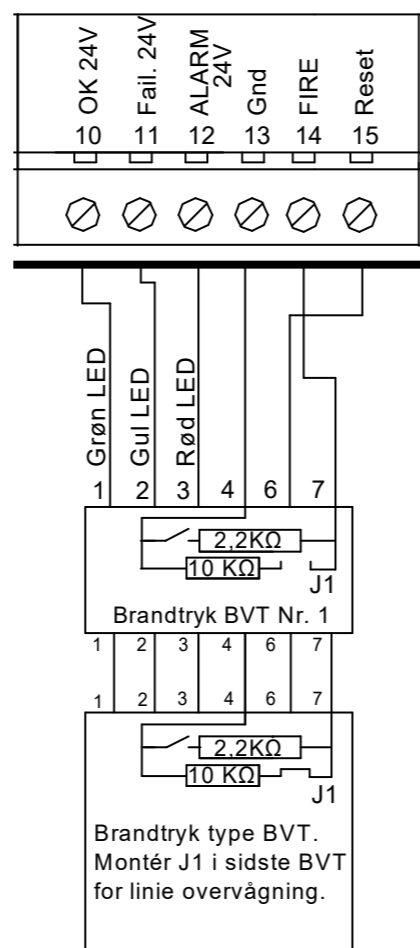 OK 24V
Fail. 24V
ALARM
24V
Gnd
FIRE
Reset
10 11 12 13 14 15
Grøn LED
Gul LED
Rød LED
1 2 3 4 6 7
2,2KΩ
10 KΩ
J1
Brandtryk BVT Nr. 1
1 2 3 4 6 7
1 2 3 4 6 7
2,2KΩ
10 KΩ
J1
Brandtryk type BVT.
Montér J1 i sidste BVT
for linie overvågning.